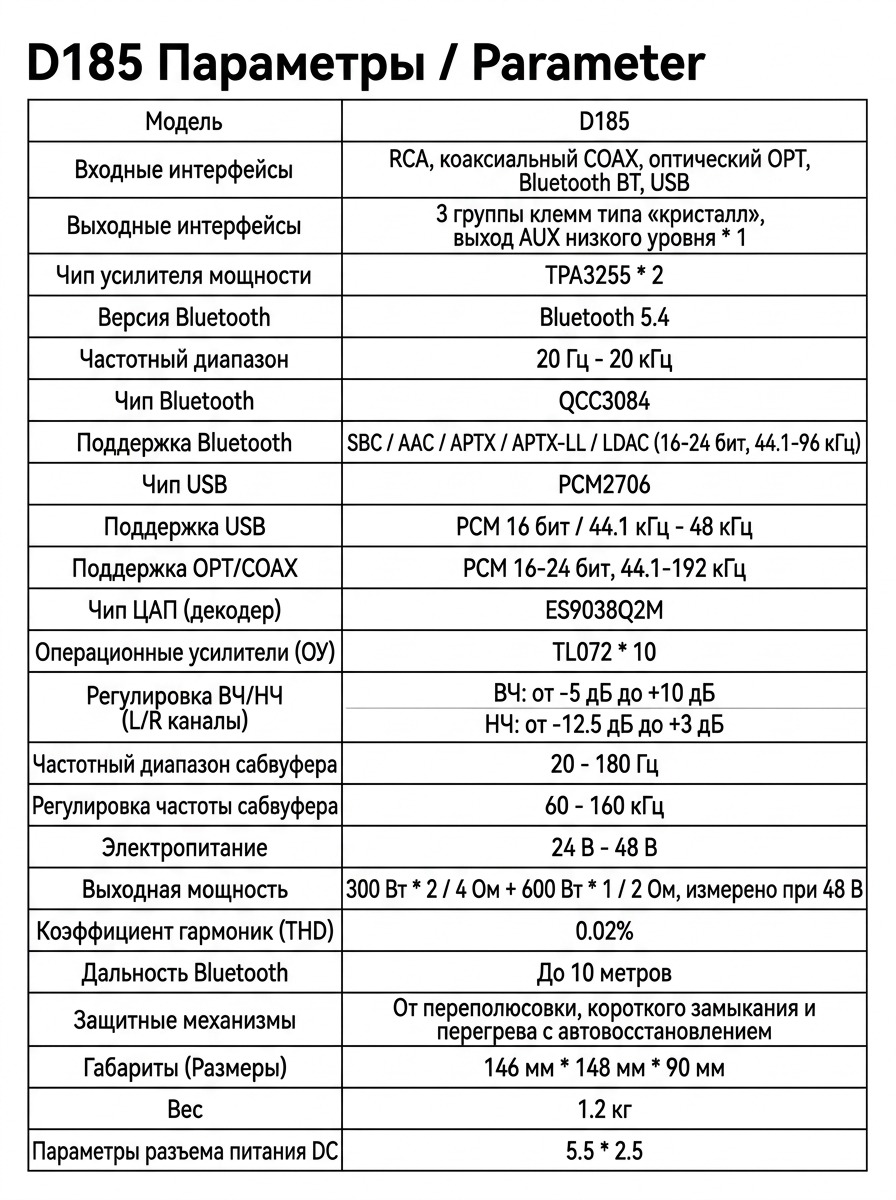 D185 Параметры / Parameter
Модель D185
Входные интерфейсы RCA, коаксиальный COAX, оптический OPT,
Bluetooth BT, USB
Выходные интерфейсы 3 группы клемм типа «кристалл»,
выход AUX низкого уровня * 1
Чип усилителя мощности TPA3255 * 2
Версия Bluetooth Bluetooth 5.4
Частотный диапазон 20 Гц - 20 кГц
Чип Bluetooth QCC3084
Поддержка Bluetooth SBC / AAC / APTX / APTX-LL / LDAC (16-24 бит, 44.1-96 кГц)
Чип USB PCM2706
Поддержка USB PCM 16 бит / 44.1 кГц - 48 кГц
Поддержка OPT/COAX PCM 16-24 бит, 44.1-192 кГц
Чип ЦАП (декодер) ES9038Q2M
Операционные усилители (ОУ) TL072 * 10
Регулировка ВЧ/НЧ
(L/R каналы)
ВЧ: от -5 дБ до +10 дБ
НЧ: от -12.5 дБ до +3 дБ
Частотный диапазон сабвуфера 20 - 180 Гц
Регулировка частоты сабвуфера 60 - 160 кГц
Электропитание 24 В - 48 В
Выходная мощность 300 Вт * 2 / 4 Ом + 600 Вт * 1 / 2 Ом, измерено при 48 В
Коэффициент гармоник (THD) 0.02%
Дальность Bluetooth До 10 метров
Защитные механизмы От переполюсовки, короткого замыкания и
перегрева с автовосстановлением
Габариты (Размеры) 146 мм * 148 мм * 90 мм
Вес 1.2 кг
Параметры разъема питания DC 5.5 * 2.5